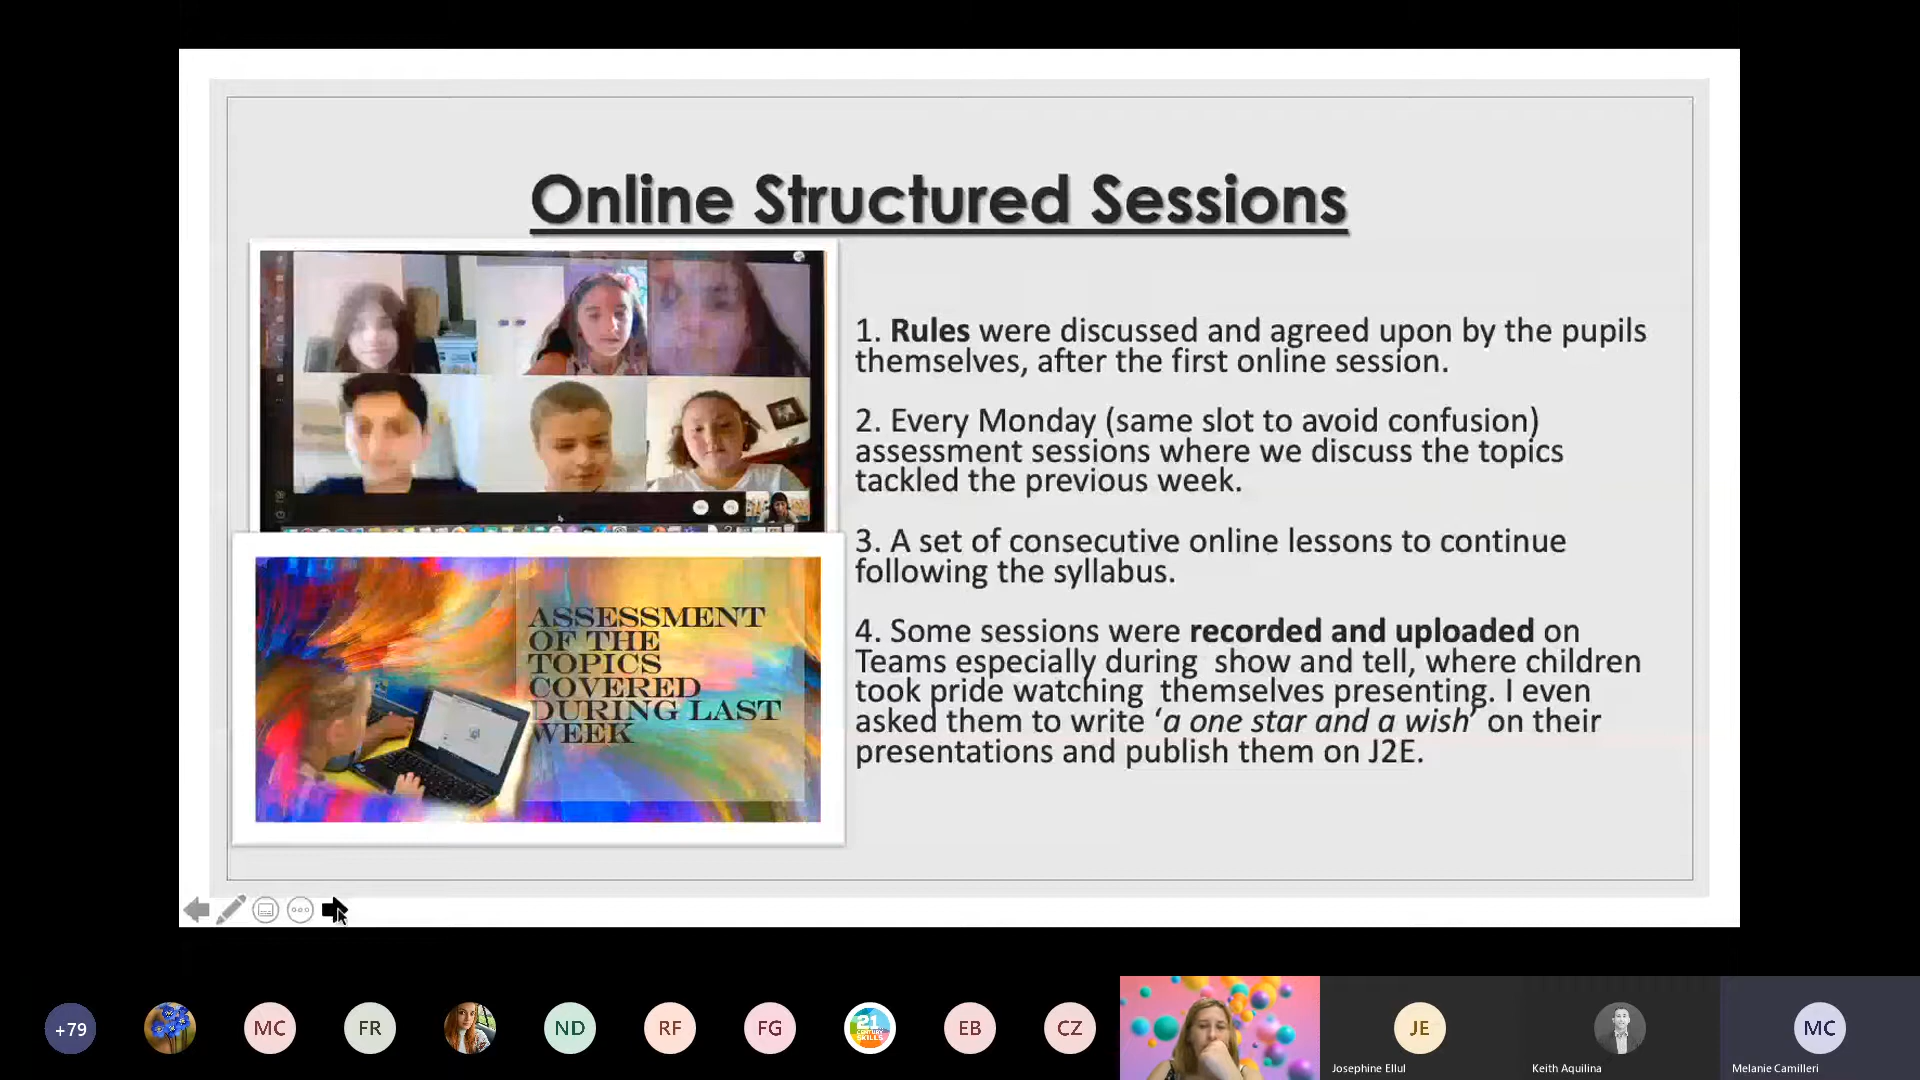 Online Structured Sessions
1. Rules were discussed and agreed upon by the pupils
themselves, after the first online session.
2. Every Monday (same slot to avoid confusion)
assessment sessions where we discuss the topics
tackled the previous week.
3. A set of consecutive online lessons to continue
following the syllabus.
4. Some sessions were recorded and uploaded on
Teams especially during show and tell, where children
took pride watching themselves presenting. I even
asked them to write ‘a one star and a wish’ on their
presentations and publish them on J2E.
ASSESSMENT
OF THE
TOPICS
COVERED
DURING LAST
WEEK
+79
MC
FR
ND
RF
FG
21
CENTURY
SKILLS
EB
CZ
JE
MC
Josephine Ellul
Keith Aquilina
Melanie Camilleri